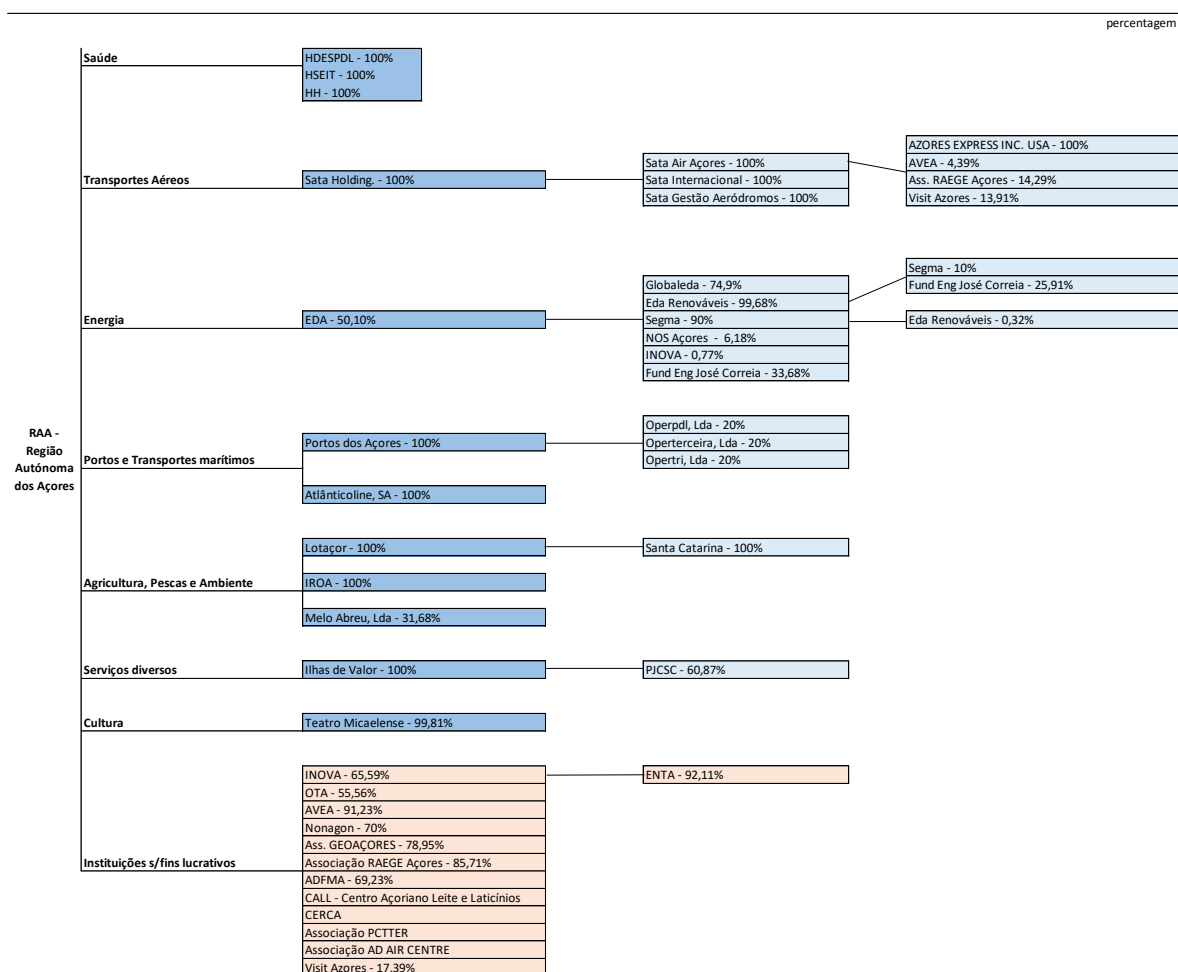 percentagem
RAA -
Região
Autónoma
dos Açores
Saúde
HDESPDL - 100%
HSEIT - 100%
HH - 100%
Transportes Aéreos
Sata Holding. - 100%
Sata Air Açores - 100%
Sata Internacional - 100%
Sata Gestão Aeródromos - 100%
AZORES EXPRESS INC. USA - 100%
AVEA - 4,39%
Ass. RAEGE Açores - 14,29%
Visit Azores - 13,91%
Energia
EDA - 50,10%
Globaleda - 74,9%
Eda Renováveis - 99,68%
Segma - 90%
NOS Açores - 6,18%
INOVA - 0,77%
Fund Eng José Correia - 33,68%
Segma - 10%
Fund Eng José Correia - 25,91%
Eda Renováveis - 0,32%
Portos e Transportes marítimos
Portos dos Açores - 100%
Operpdl, Lda - 20%
Operterceira, Lda - 20%
Opertri, Lda - 20%
Atlânticoline, SA - 100%
Agricultura, Pescas e Ambiente
Lotaçor - 100%
Santa Catarina - 100%
IROA - 100%
Melo Abreu, Lda - 31,68%
Serviços diversos
Ilhas de Valor - 100%
PJCSC - 60,87%
Cultura
Teatro Micaelense - 99,81%
Instituições s/fins lucrativos
INOVA - 65,59%
ENTA - 92,11%
OTA - 55,56%
AVEA - 91,23%
Nonagon - 70%
Ass. GEOAÇORES - 78,95%
Associação RAEGE Açores - 85,71%
ADFMA - 69,23%
CALL - Centro Açoriano Leite e Laticínios
CERCA
Associação PCTTER
Associação AD AIR CENTRE
Visit Azores - 17,39%